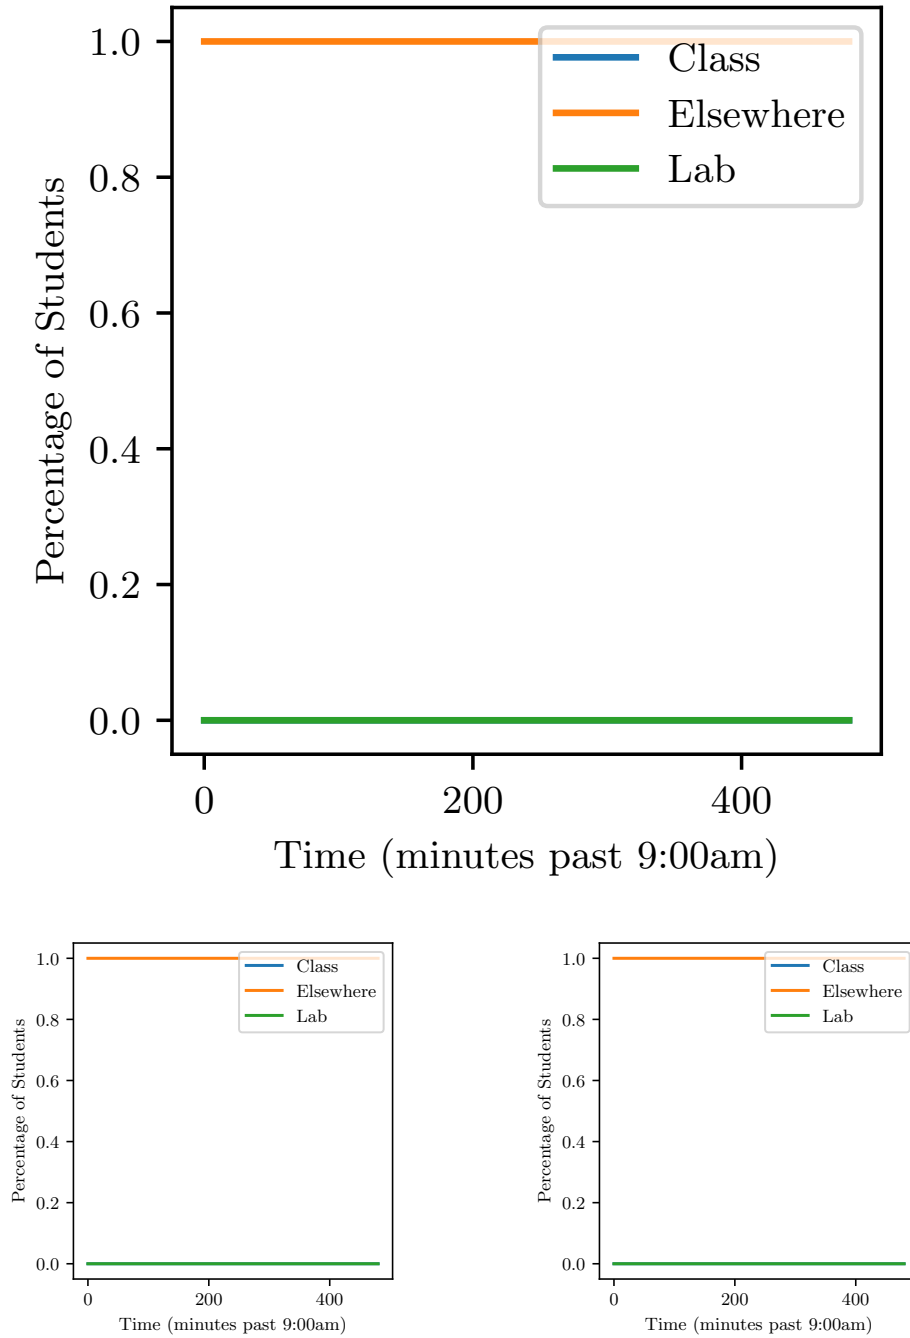 Percentage of Students
1.0
0.8
0.6
0.4
0.2
0.0
Class
Elsewhere
Lab
0 200 400
Time (minutes past 9:00am)
Percentage of Students
1.0
0.8
0.6
0.4
0.2
0.0
Class
Elsewhere
Lab
0 200 400
Time (minutes past 9:00am)
Percentage of Students
1.0
0.8
0.6
0.4
0.2
0.0
Class
Elsewhere
Lab
0 200 400
Time (minutes past 9:00am)